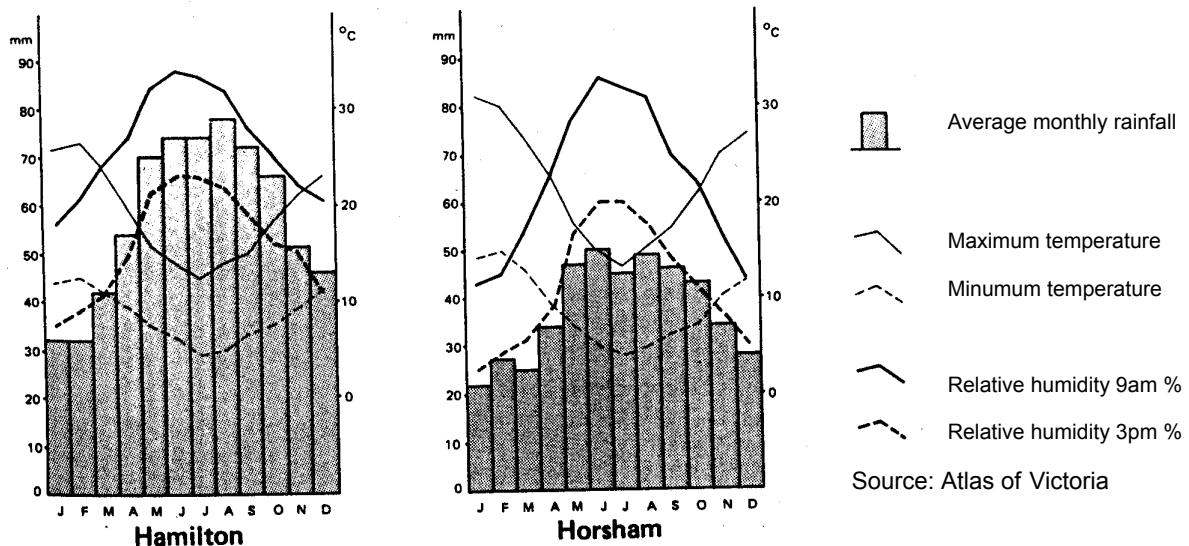 mm
°C
90
80
70
60
50
40
30
20
10
0
30
20
10
0
J F M A M J J A S O N D
Hamilton
mm
°C
90
80
70
60
50
40
30
20
10
0
30
20
10
0
J F M A M J J A S O N D
Horsham
Average monthly rainfall
Maximum temperature
Minumum temperature
Relative humidity 9am %
Relative humidity 3pm %
Source: Atlas of Victoria